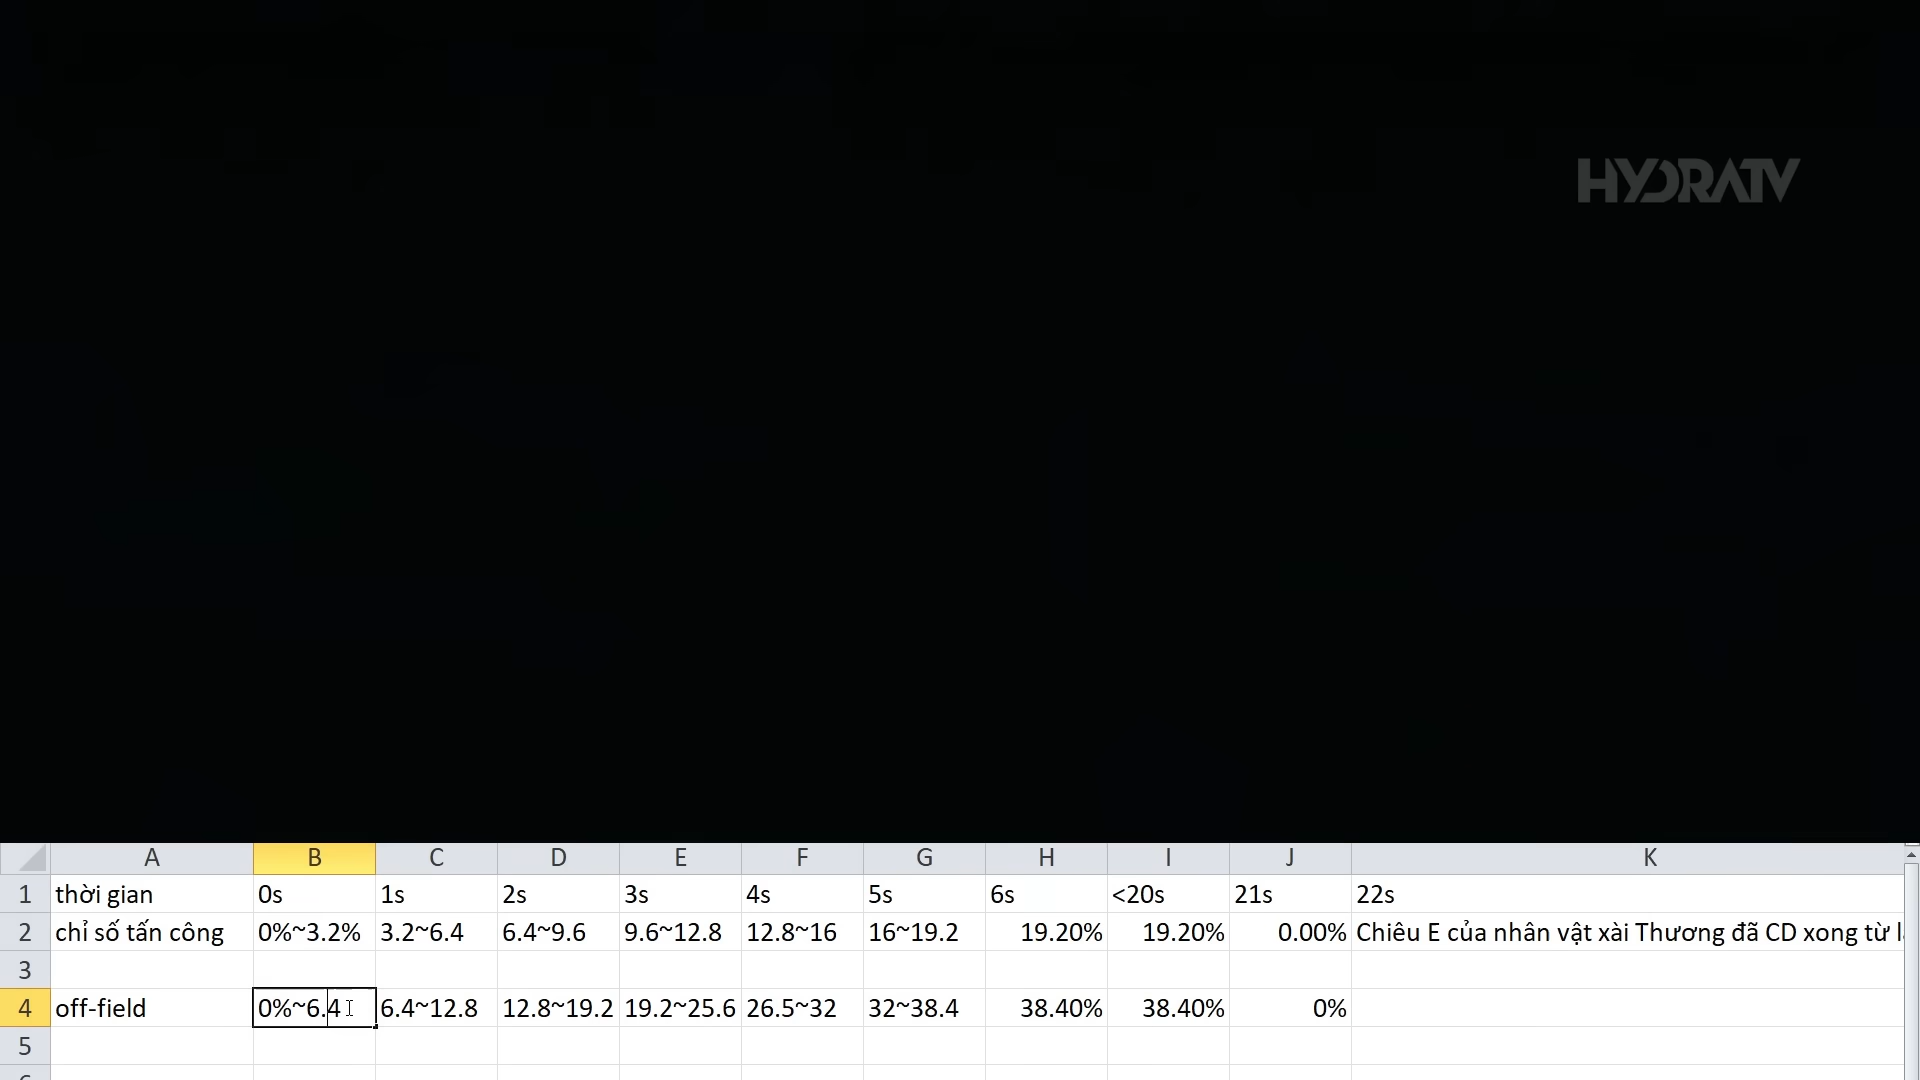 HYDRATV
A B C D E F G H I J K
1 thời gian 0s 1s 2s 3s 4s 5s 6s <20s 21s 22s
2 chỉ số tấn công 0%~3.2% 3.2~6.4 6.4~9.6 9.6~12.8 12.8~16 16~19.2 19.20% 19.20% 0.00% Chiêu E của nhân vật xài Thương đã CD xong từ
3
4 off-field 0%~6.4 6.4~12.8 12.8~19.2 19.2~25.6 26.5~32 32~38.4 38.40% 38.40% 0%
5